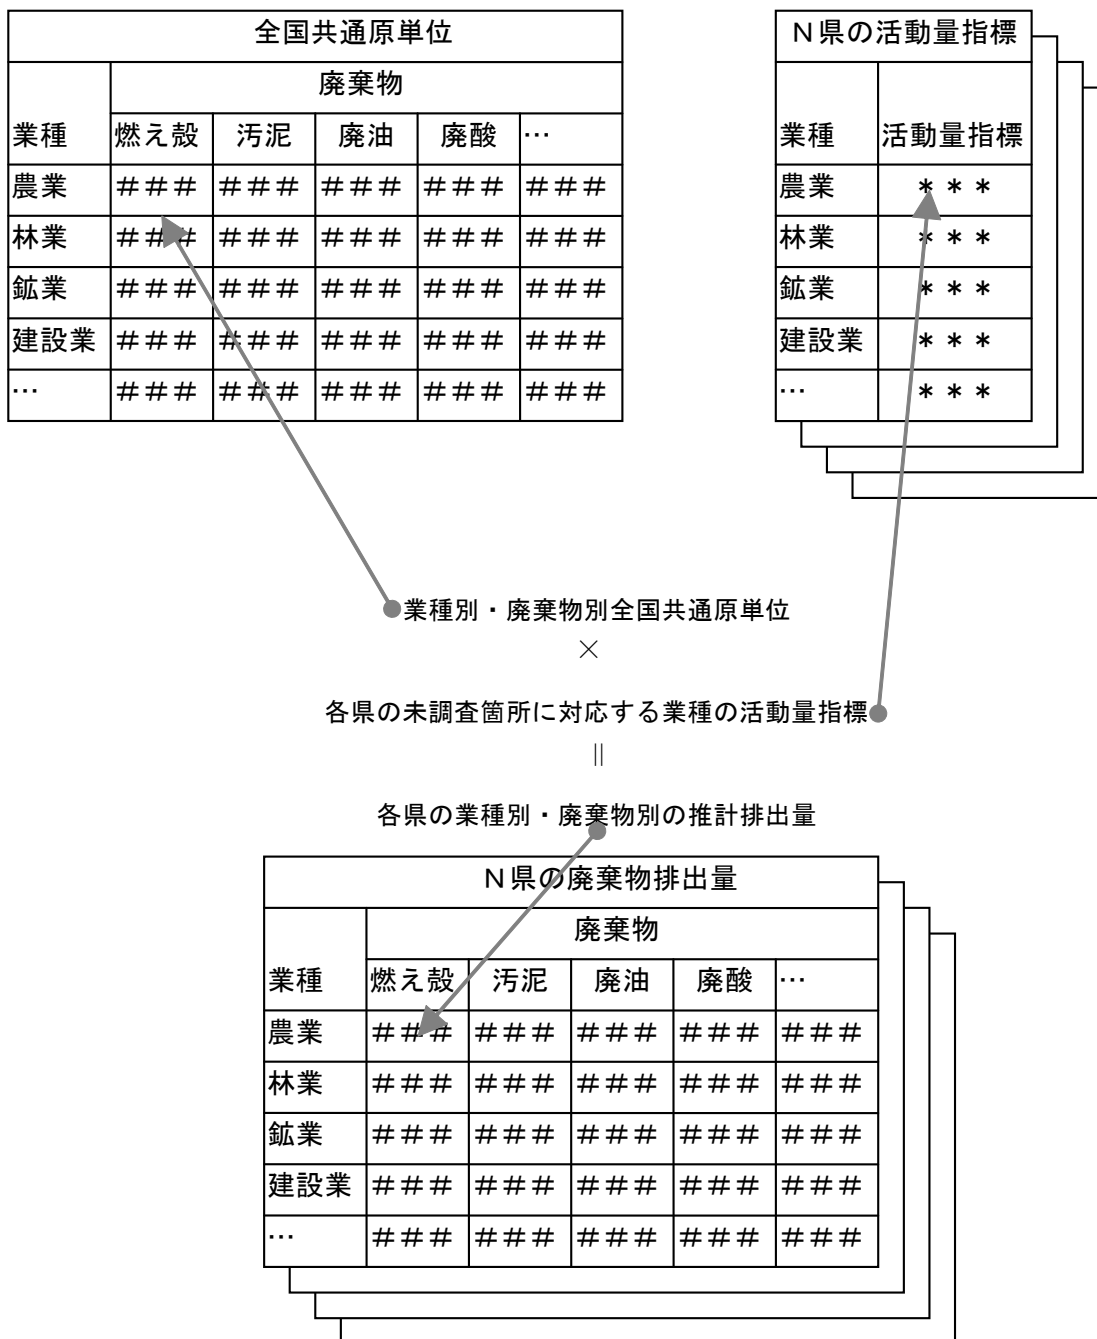 全国共通原単位
廃棄物
業種 燃え殻 汚泥 廃油 廃酸 …
農業 ### ### ### ### ###
林業 ### ### ### ### ###
鉱業 ### ### ### ### ###
建設業 ### ### ### ### ###
… ### ### ### ### ###
N県の活動量指標
業種 活動量指標
農業 ***
林業 ***
鉱業 ***
建設業 ***
… ***
業種別・廃棄物別全国共通原単位
×
各県の未調査箇所に対応する業種の活動量指標
||
各県の業種別・廃棄物別の推計排出量
N県の廃棄物排出量
廃棄物
業種 燃え殻 汚泥 廃油 廃酸 …
農業 ### ### ### ### ###
林業 ### ### ### ### ###
鉱業 ### ### ### ### ###
建設業 ### ### ### ### ###
… ### ### ### ### ###